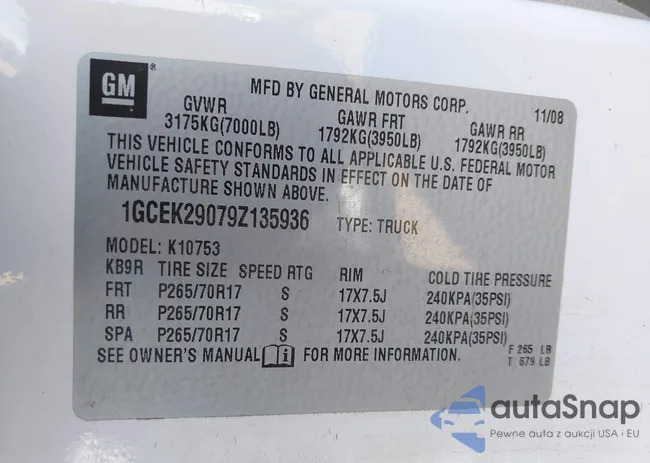 GM
MFD BY GENERAL MOTORS CORP. 11/08
GVWR GAWR FRT GAWR RR
3175KG(7000LB) 1792KG(3950LB) 1792KG(3950LB)
THIS VEHICLE CONFORMS TO ALL APPLICABLE U.S. FEDERAL MOTOR
VEHICLE SAFETY STANDARDS IN EFFECT ON THE DATE OF
MANUFACTURE SHOWN ABOVE.
1GCEK29079Z135936 TYPE: TRUCK
MODEL: K10753
KB9R TIRE SIZE SPEED RTG RIM COLD TIRE PRESSURE
FRT P265/70R17 S 17X7.5J 240KPA(35PSI)
RR P265/70R17 S 17X7.5J 240KPA(35PSI)
SPA P265/70R17 S 17X7.5J 240KPA(35PSI)
SEE OWNER'S MANUAL FOR MORE INFORMATION.
F 265 LB
T 679 LB
autaSnap
Pewne auta z aukcji USA i EU